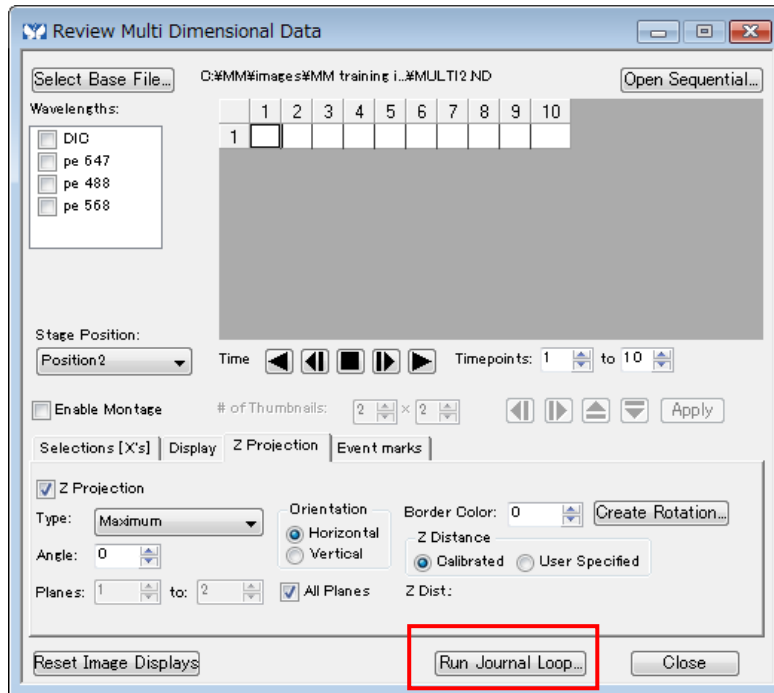 Review Multi Dimensional Data
Select Base File...
C:¥MM¥images¥MM training i...¥MULTI2.ND
Open Sequential...
Wavelengths:
1 2 3 4 5 6 7 8 9 10
1
DIC
pe 647
pe 488
pe 568
Stage Position:
Position2
Time
Timepoints: 1 to 10
Enable Montage
# of Thumbnails: 2 × 2
Apply
Selections [X's] Display Z Projection Event marks
Z Projection
Type: Maximum
Orientation
Horizontal
Vertical
Border Color: 0
Create Rotation...
Z Distance
Calibrated User Specified
Angle: 0
Planes: 1 to: 2
All Planes
Z Dist.:
Reset Image Displays
Run Journal Loop...
Close